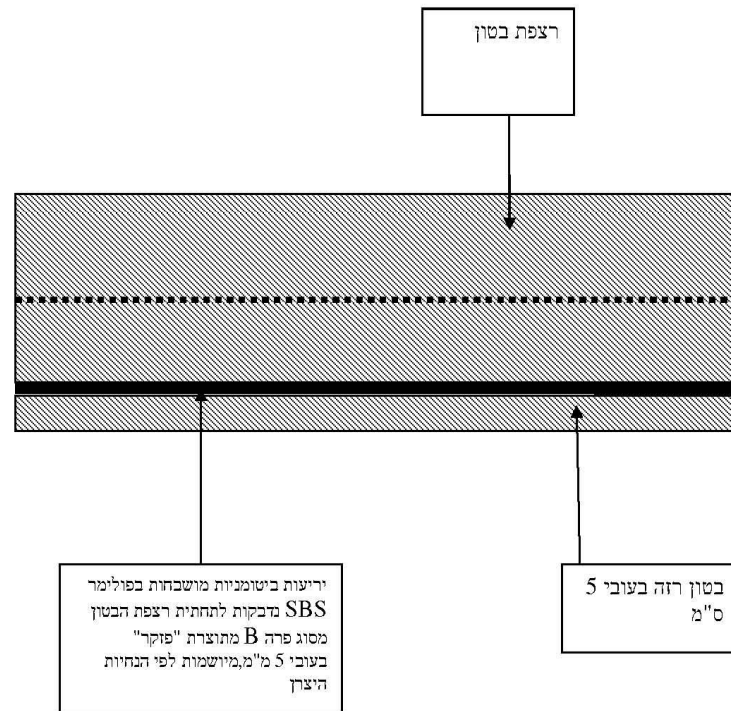 רצפת בטון
יריעות ביטומניות מושבחות בפולימר
SBS נדבקות לתחתית רצפת הבטון
מסוג פרה B מתוצרת "פזקר"
בעובי 5 מ"מ,מיושמות לפי הנחיות
היצרן
בטון רזה בעובי 5
ס"מ